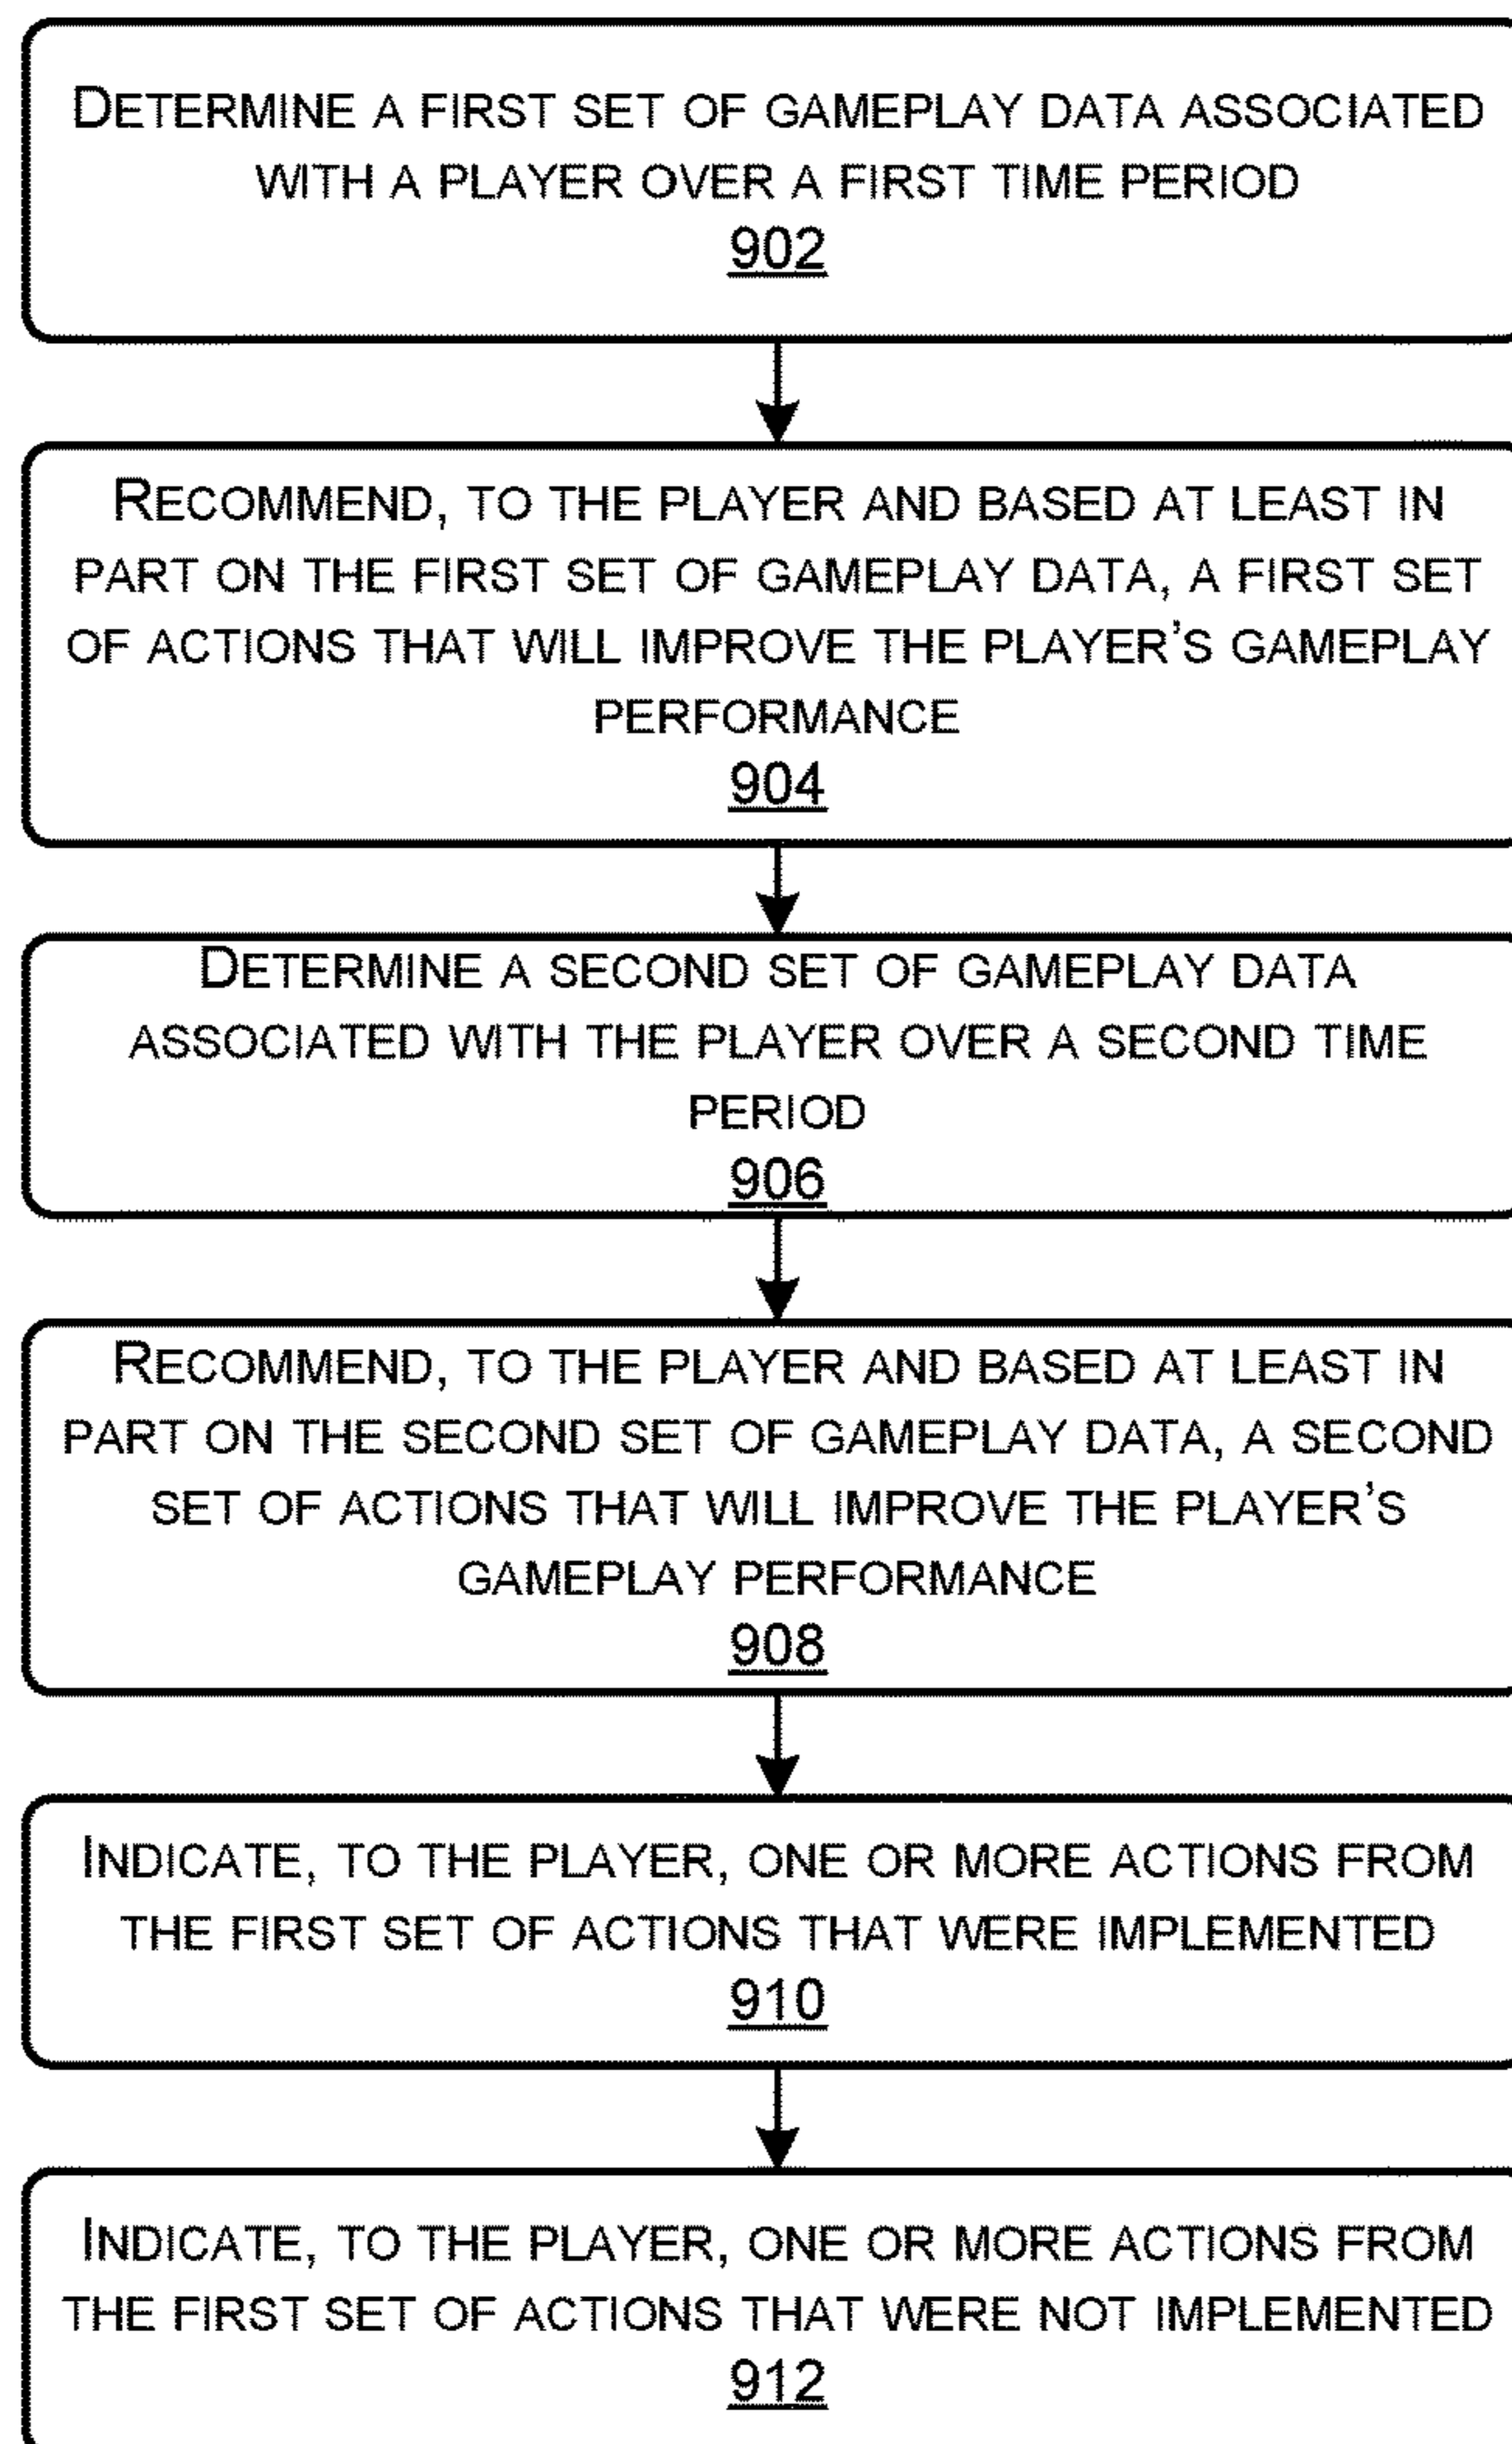 DETERMINE A FIRST SET OF GAMEPLAY DATA ASSOCIATED
WITH A PLAYER OVER A FIRST TIME PERIOD
902
RECOMMEND, TO THE PLAYER AND BASED AT LEAST IN
PART ON THE FIRST SET OF GAMEPLAY DATA, A FIRST SET
OF ACTIONS THAT WILL IMPROVE THE PLAYER'S GAMEPLAY
PERFORMANCE
904
DETERMINE A SECOND SET OF GAMEPLAY DATA
ASSOCIATED WITH THE PLAYER OVER A SECOND TIME
PERIOD
906
RECOMMEND, TO THE PLAYER AND BASED AT LEAST IN
PART ON THE SECOND SET OF GAMEPLAY DATA, A SECOND
SET OF ACTIONS THAT WILL IMPROVE THE PLAYER'S
GAMEPLAY PERFORMANCE
908
INDICATE, TO THE PLAYER, ONE OR MORE ACTIONS FROM
THE FIRST SET OF ACTIONS THAT WERE IMPLEMENTED
910
INDICATE, TO THE PLAYER, ONE OR MORE ACTIONS FROM
THE FIRST SET OF ACTIONS THAT WERE NOT IMPLEMENTED
912